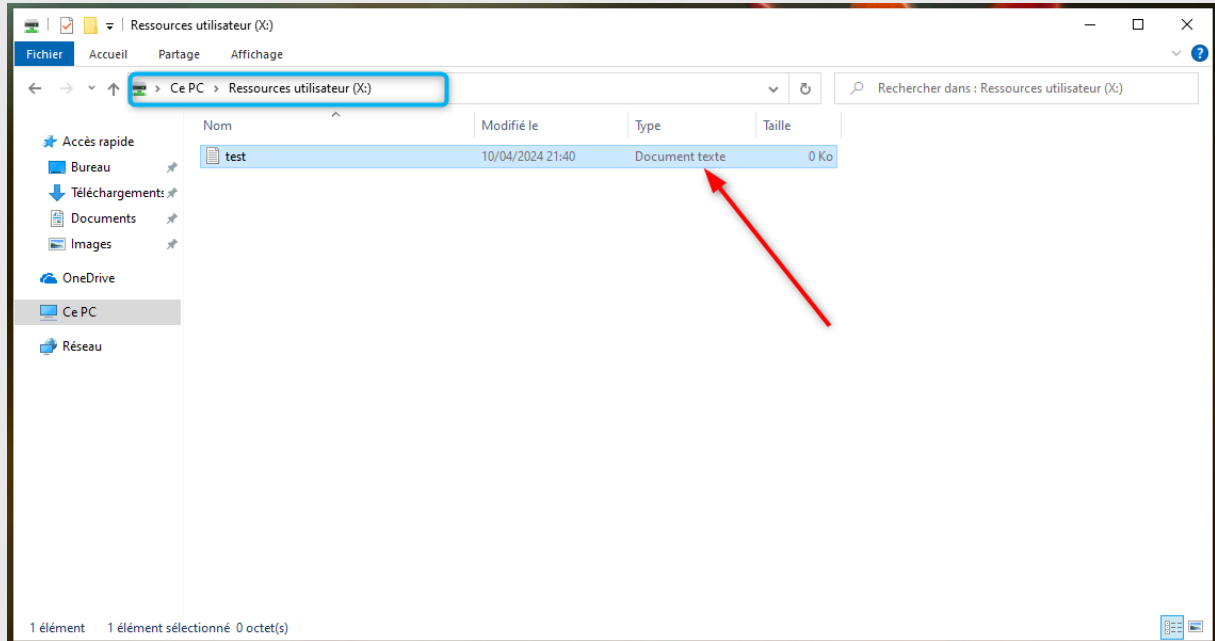 Ressources utilisateur (X:)
Fichier Accueil Partage Affichage
Ce PC > Ressources utilisateur (X:)
Rechercher dans : Ressources utilisateur (X:)
Nom Modifié le Type Taille
test 10/04/2024 21:40 Document texte 0 Ko
Accès rapide
Bureau
Téléchargements
Documents
Images
OneDrive
Ce PC
Réseau
1 élément 1 élément sélectionné 0 octet(s)